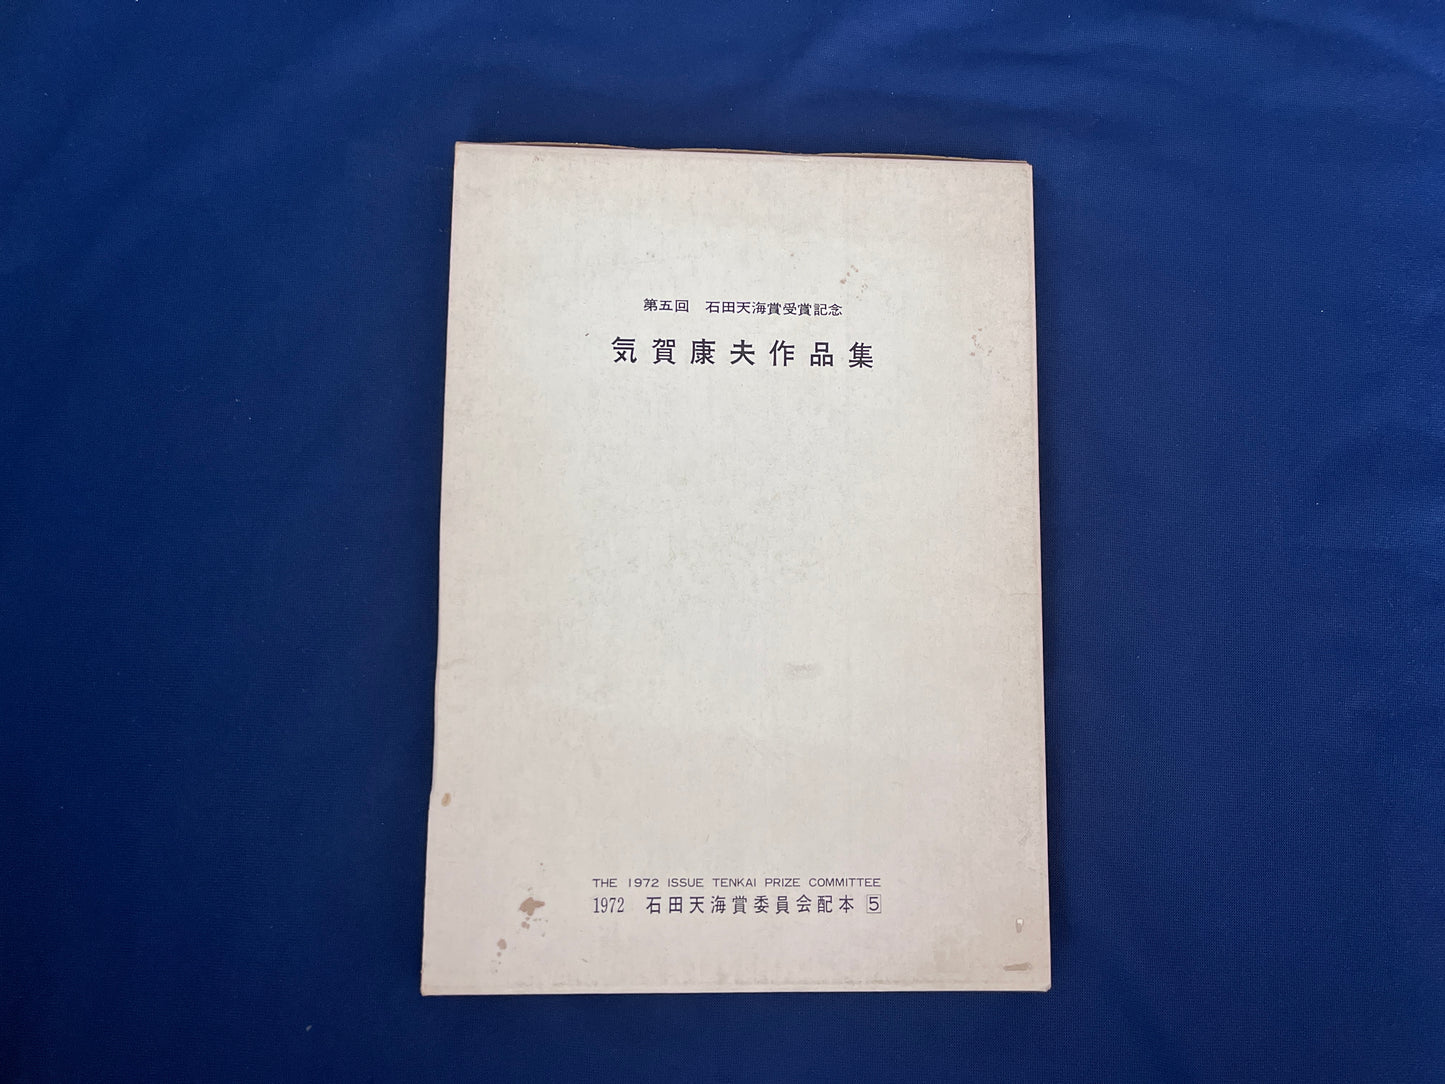 第五回　石田天海賞受賞記念
気賀康夫作品集
THE 1972 ISSUE TENKAI PRIZE COMMITTEE
1972　石田天海賞委員会配本 5